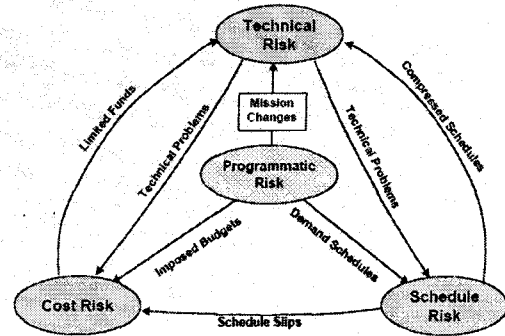 Technical
Risk
Limited Funds
Technical Problems
Mission
Changes
Technical Problems
Compressed Schedules
Programmatic
Risk
Imposed Budgets
Demand Schedules
Cost Risk
Schedule Slips
Schedule
Risk